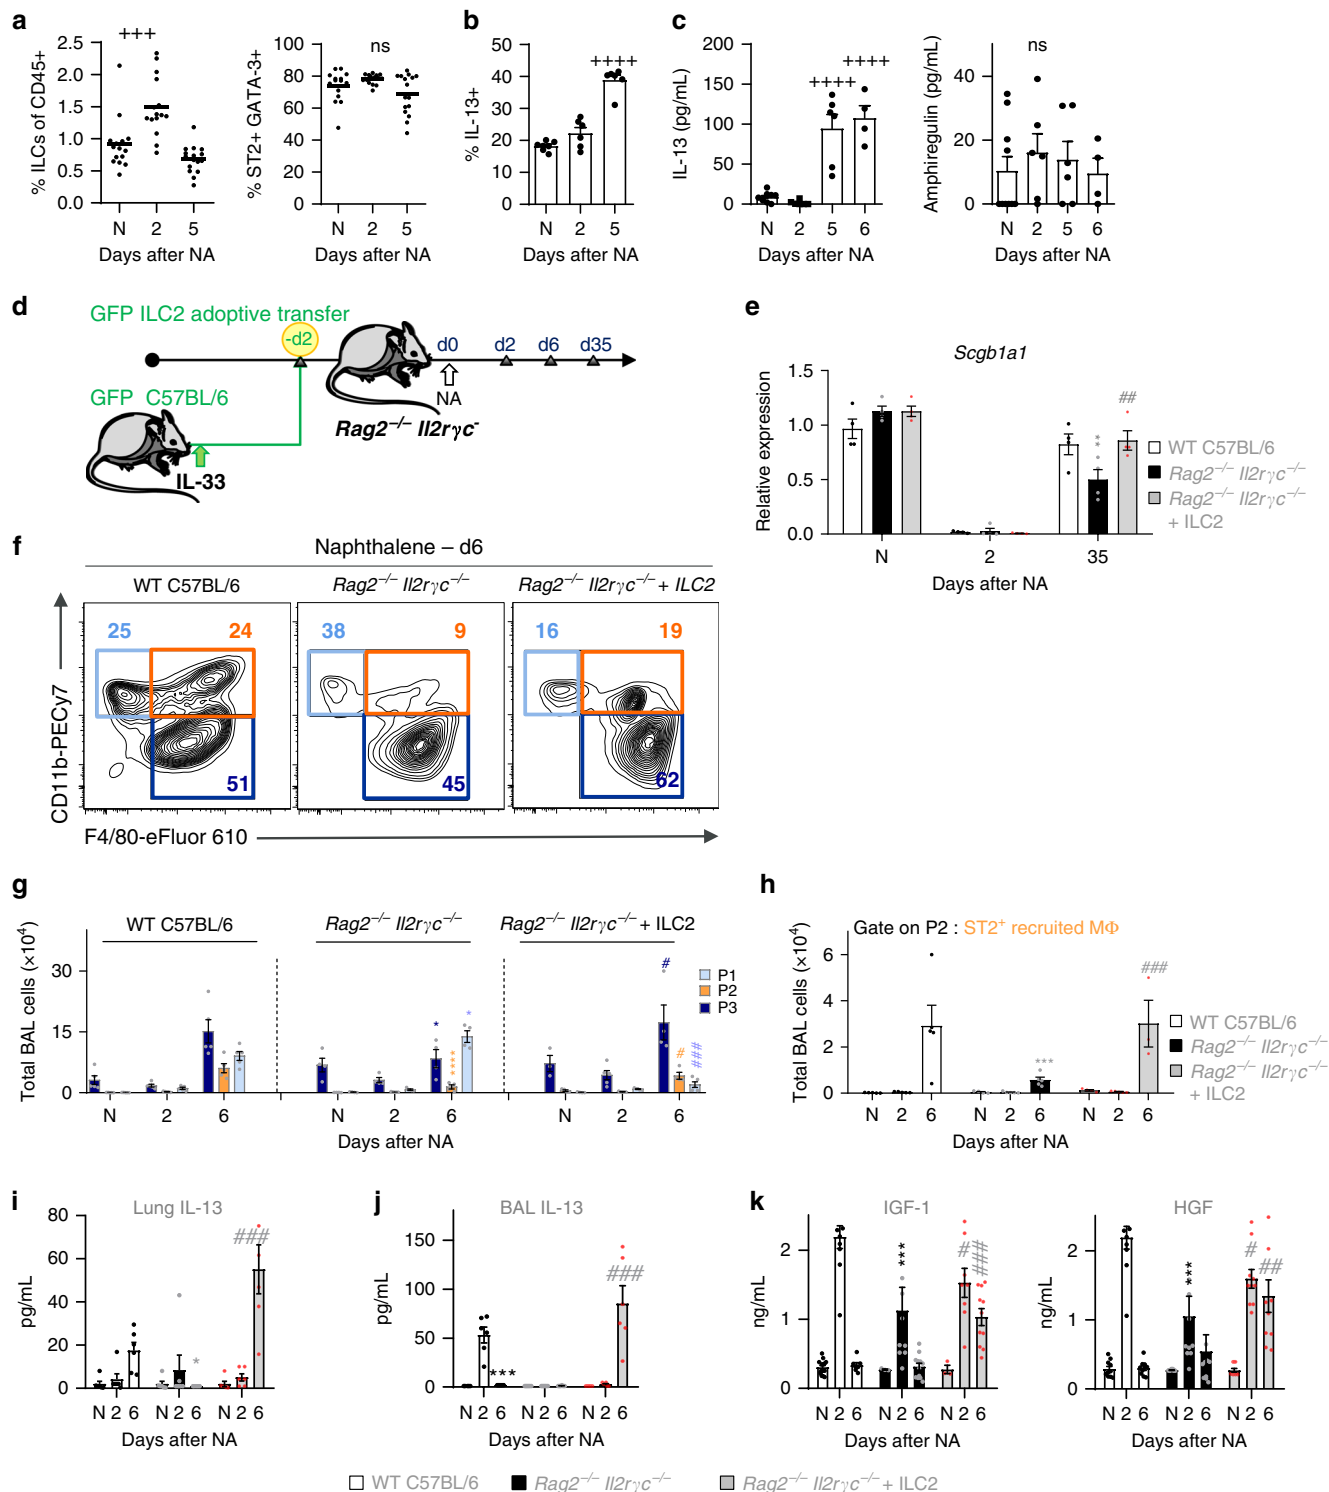 a
+++
% ILCs of CD45+
2.5
2.0
1.5
1.0
0.5
0.0
N 2 5
Days after NA
ns
% ST2+ GATA-3+
100
80
60
40
20
0
N 2 5
Days after NA
b
++++
% IL-13+
50
40
30
20
10
0
N 2 5
Days after NA
c
++++ ++++
IL-13 (pg/mL)
200
150
100
50
0
N 2 5 6
Days after NA
ns
Amphiregulin (pg/mL)
40
20
0
N 2 5 6
Days after NA
d
GFP ILC2 adoptive transfer
-d2
d0 d2 d6 d35
NA
GFP C57BL/6
Rag2−/− Il2rγc-
IL-33
e
Scgb1a1
Relative expression
1.5
1.0
0.5
0.0
**
##
N 2 35
Days after NA
WT C57BL/6
Rag2−/− Il2rγc−/−
Rag2−/− Il2rγc−/−
+ ILC2
f
Naphthalene – d6
WT C57BL/6
Rag2−/− Il2rγc−/−
Rag2−/− Il2rγc−/− + ILC2
25 24
51
38 9
45
16 19
62
CD11b-PECy7
F4/80-eFluor 610
g
WT C57BL/6
Rag2−/− Il2rγc−/−
Rag2−/− Il2rγc−/− + ILC2
Total BAL cells (×10⁴)
30
15
0
*
****
*
#
#
###
P1
P2
P3
N 2 6 N 2 6 N 2 6
Days after NA
h
Gate on P2 : ST2+ recruited MΦ
Total BAL cells (×10⁴)
6
4
2
0
***
###
N 2 6 N 2 6 N 2 6
Days after NA
WT C57BL/6
Rag2−/− Il2rγc−/−
Rag2−/− Il2rγc−/−
+ ILC2
i
Lung IL-13
pg/mL
80
60
40
20
0
*
###
N 2 6 N 2 6 N 2 6
Days after NA
j
BAL IL-13
pg/mL
150
100
50
0
***
###
N 2 6 N 2 6 N 2 6
Days after NA
k
IGF-1
ng/mL
2
1
0
***
#
####
N 2 6 N 2 6 N 2 6
Days after NA
HGF
ng/mL
2
1
0
***
#
##
N 2 6 N 2 6 N 2 6
Days after NA
WT C57BL/6
Rag2−/− Il2rγc−/−
Rag2−/− Il2rγc−/− + ILC2